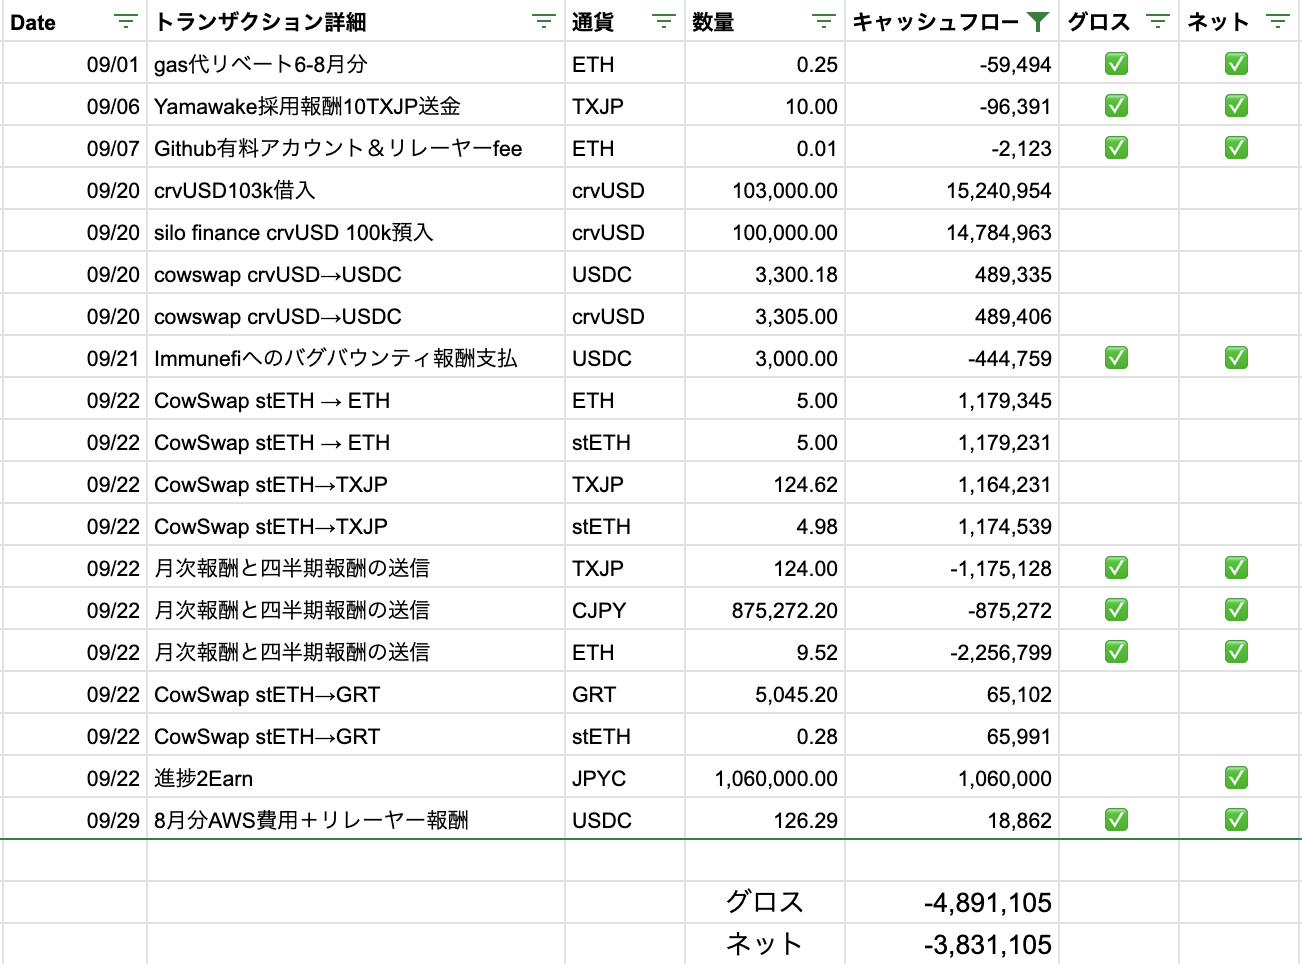 Date トランザクション詳細 通貨 数量 キャッシュフロー グロス ネット
09/01 gas代リベート6-8月分 ETH 0.25 -59,494 ✅ ✅
09/06 Yamawake採用報酬10TXJP送金 TXJP 10.00 -96,391 ✅ ✅
09/07 Github有料アカウント＆リレーヤーfee ETH 0.01 -2,123 ✅ ✅
09/20 crvUSD103k借入 crvUSD 103,000.00 15,240,954
09/20 silo finance crvUSD 100k預入 crvUSD 100,000.00 14,784,963
09/20 cowswap crvUSD→USDC USDC 3,300.18 489,335
09/20 cowswap crvUSD→USDC crvUSD 3,305.00 489,406
09/21 Immunefiへのバグバウンティ報酬支払 USDC 3,000.00 -444,759 ✅ ✅
09/22 CowSwap stETH → ETH ETH 5.00 1,179,345
09/22 CowSwap stETH → ETH stETH 5.00 1,179,231
09/22 CowSwap stETH→TXJP TXJP 124.62 1,164,231
09/22 CowSwap stETH→TXJP stETH 4.98 1,174,539
09/22 月次報酬と四半期報酬の送信 TXJP 124.00 -1,175,128 ✅ ✅
09/22 月次報酬と四半期報酬の送信 CJPY 875,272.20 -875,272 ✅ ✅
09/22 月次報酬と四半期報酬の送信 ETH 9.52 -2,256,799 ✅ ✅
09/22 CowSwap stETH→GRT GRT 5,045.20 65,102
09/22 CowSwap stETH→GRT stETH 0.28 65,991
09/22 進捗2Earn JPYC 1,060,000.00 1,060,000 ✅
09/29 8月分AWS費用＋リレーヤー報酬 USDC 126.29 18,862 ✅ ✅
グロス -4,891,105
ネット -3,831,105